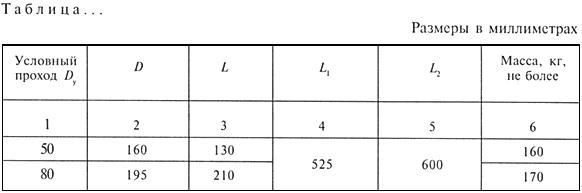 Таблица...
Размеры в миллиметрах
Условный проход Dу D L L1 L2 Масса, кг, не более
1 2 3 4 5 6
50 160 130 525 600 160
80 195 210 170